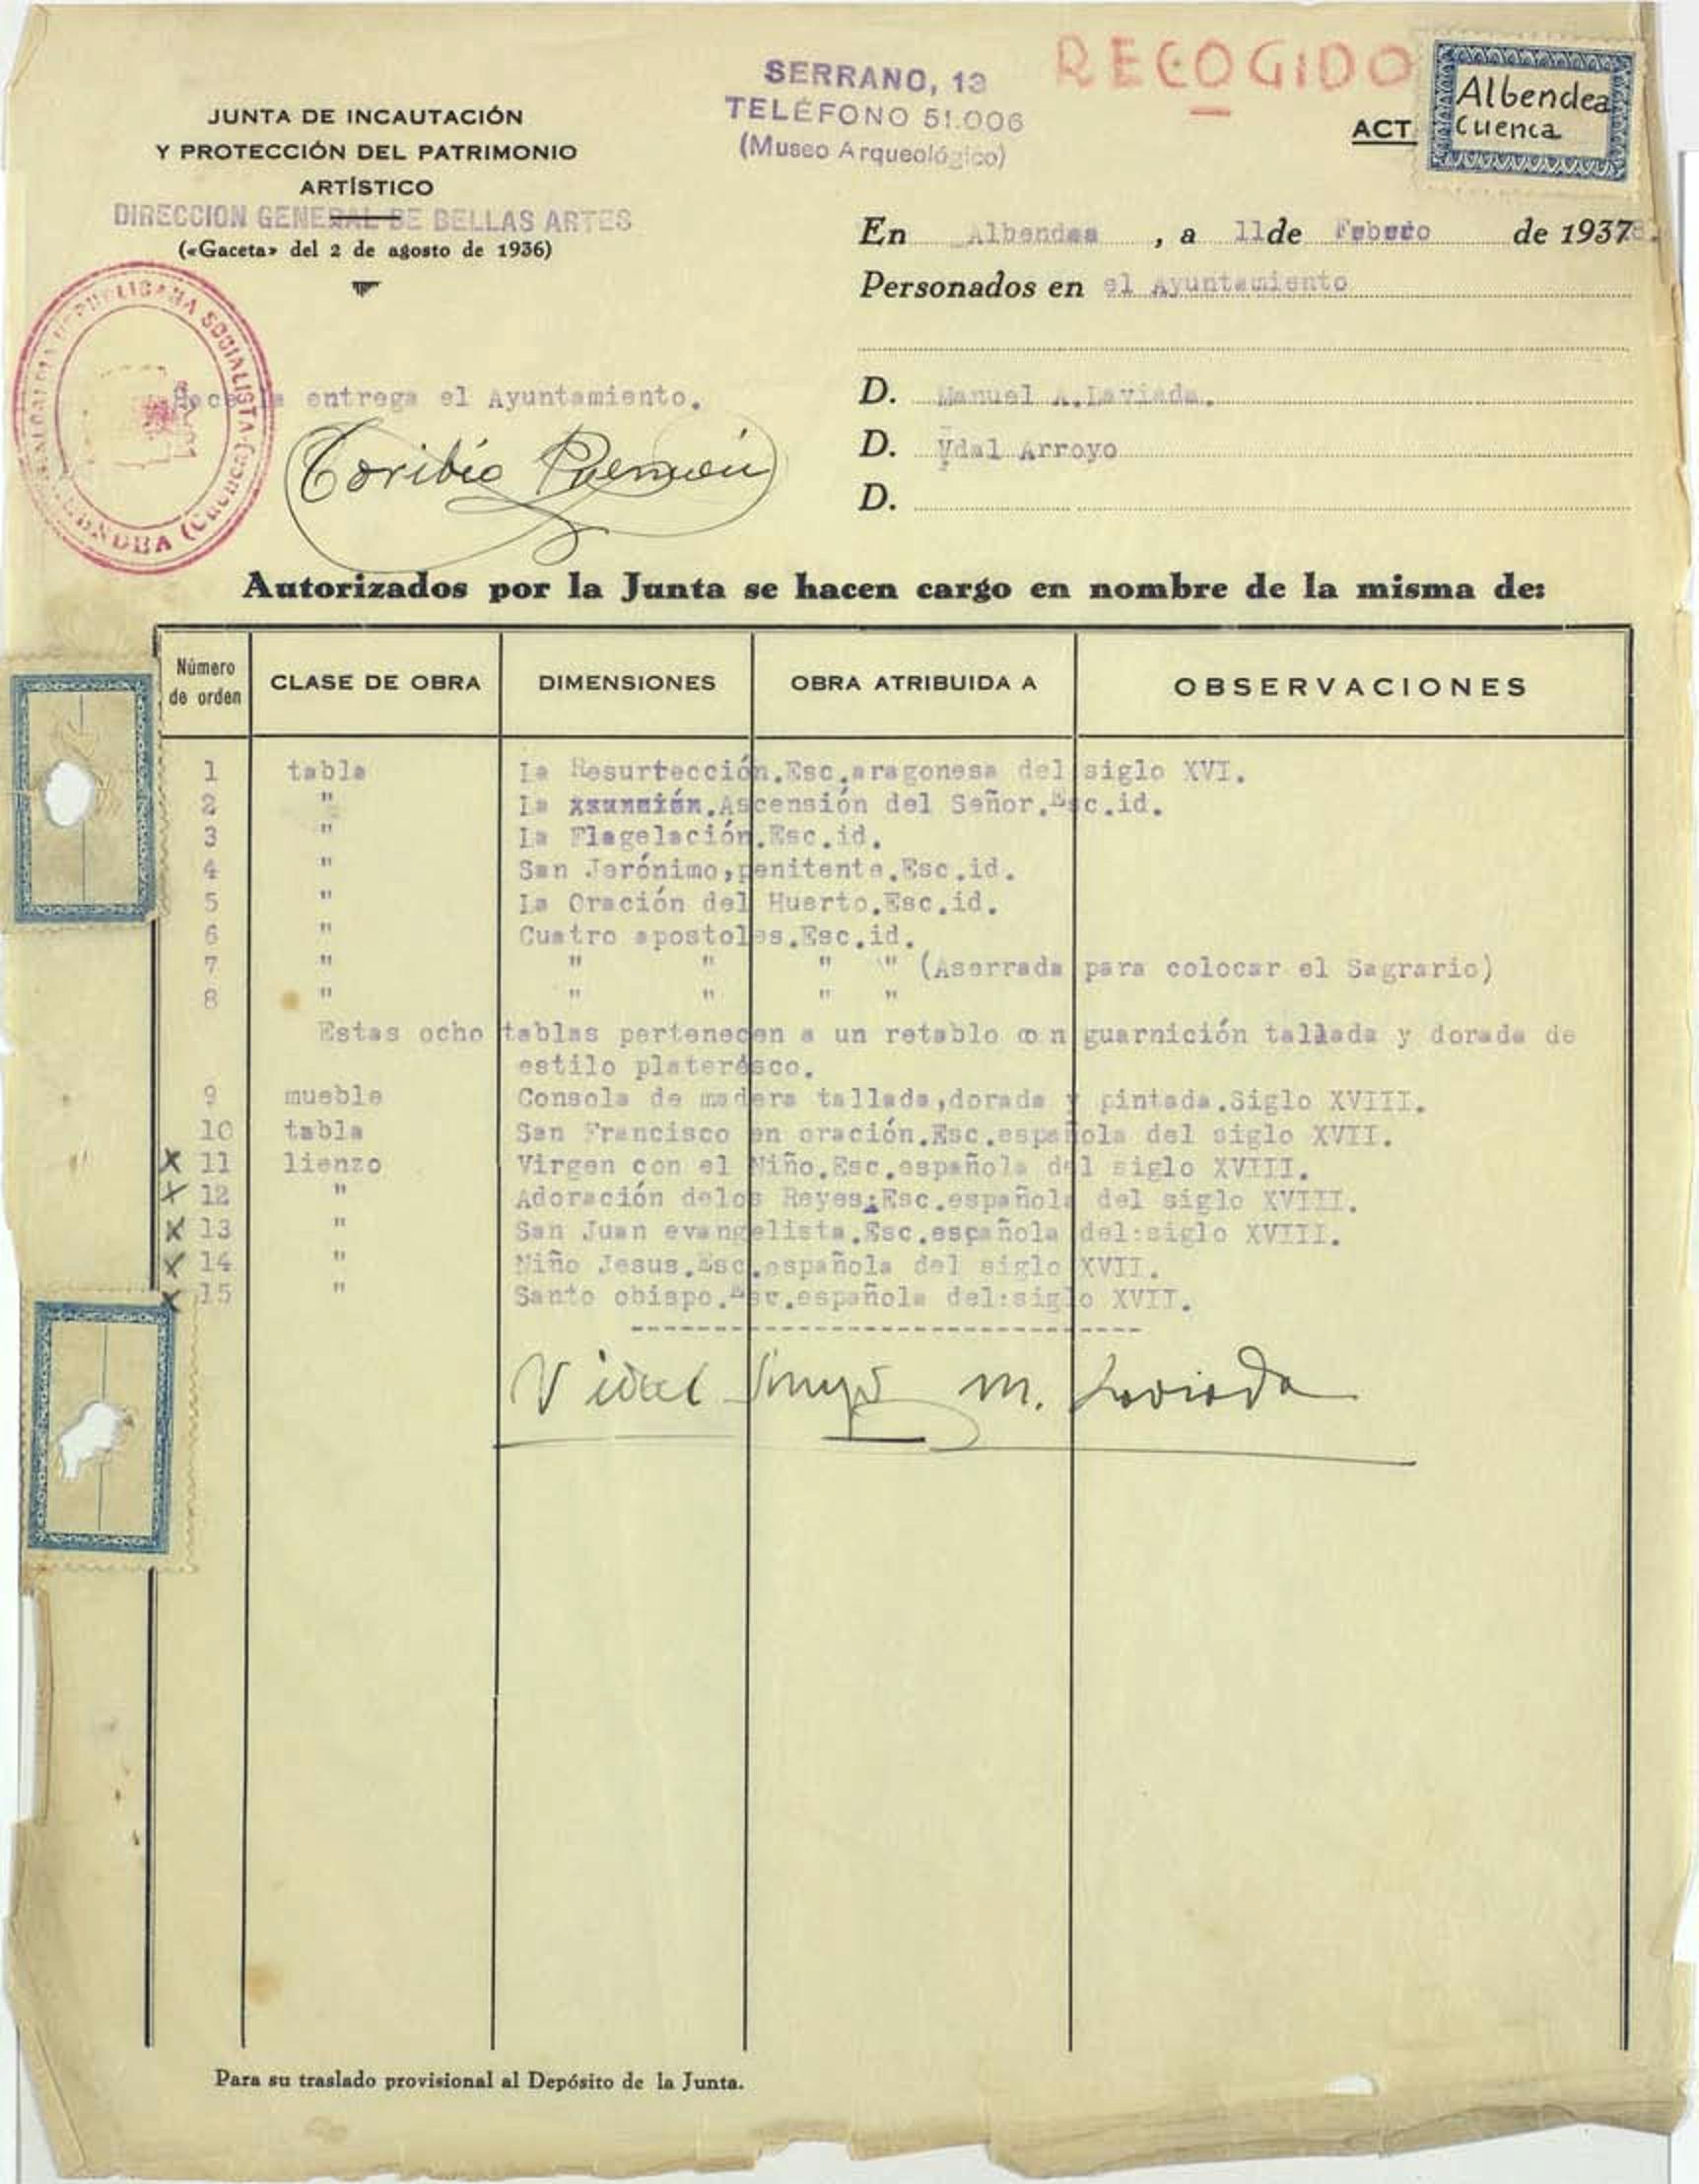 SERRANO, 13
TELÉFONO 51.006
(Museo Arqueológico)
RECOGIDO
Albendea
Cuenca
ACT
JUNTA DE INCAUTACIÓN
Y PROTECCIÓN DEL PATRIMONIO
ARTÍSTICO
DIRECCION GENERAL DE BELLAS ARTES
(«Gaceta» del 2 de agosto de 1936)
En Albendea, a 11 de Febrero de 1937
Personados en el Ayuntamiento
D. Manuel A.Laviada.
D. Vdal Arroyo
D.
SOCIALISTA (Cuenca)
Hace la entrega el Ayuntamiento.
Toribio
Autorizados por la Junta se hacen cargo en nombre de la misma de:
Número de orden CLASE DE OBRA DIMENSIONES OBRA ATRIBUIDA A OBSERVACIONES
1 tabla La Resurtección.Esc.aragonesa del siglo XVI.
2 " La Asunción.Ascensión del Señor.Esc.id.
3 " La Flagelación.Esc.id.
4 " San Jerónimo,penitente.Esc.id.
5 " La Oración del Huerto.Esc.id.
6 " Cuatro apostoles.Esc.id.
7 " " " " " (Aserrada para colocar el Sagrario)
8 " " " " "
Estas ocho tablas pertenecen a un retablo con guarnición tallada y dorada de
estilo platerésco.
9 mueble Consola de madera tallada,dorada y pintada.Siglo XVIII.
10 tabla San Francisco en oración.Esc.española del siglo XVII.
X 11 lienzo Virgen con el Niño.Esc.española del siglo XVIII.
X 12 " Adoración delos Reyes:Esc.española del siglo XVIII.
X 13 " San Juan evangelista.Esc.española del:siglo XVIII.
X 14 " Niño Jesus.Esc.española del siglo XVII.
X 15 " Santo obispo.Esc.española del:siglo XVII.
Vidal Arroyo M. Laviada
Para su traslado provisional al Depósito de la Junta.